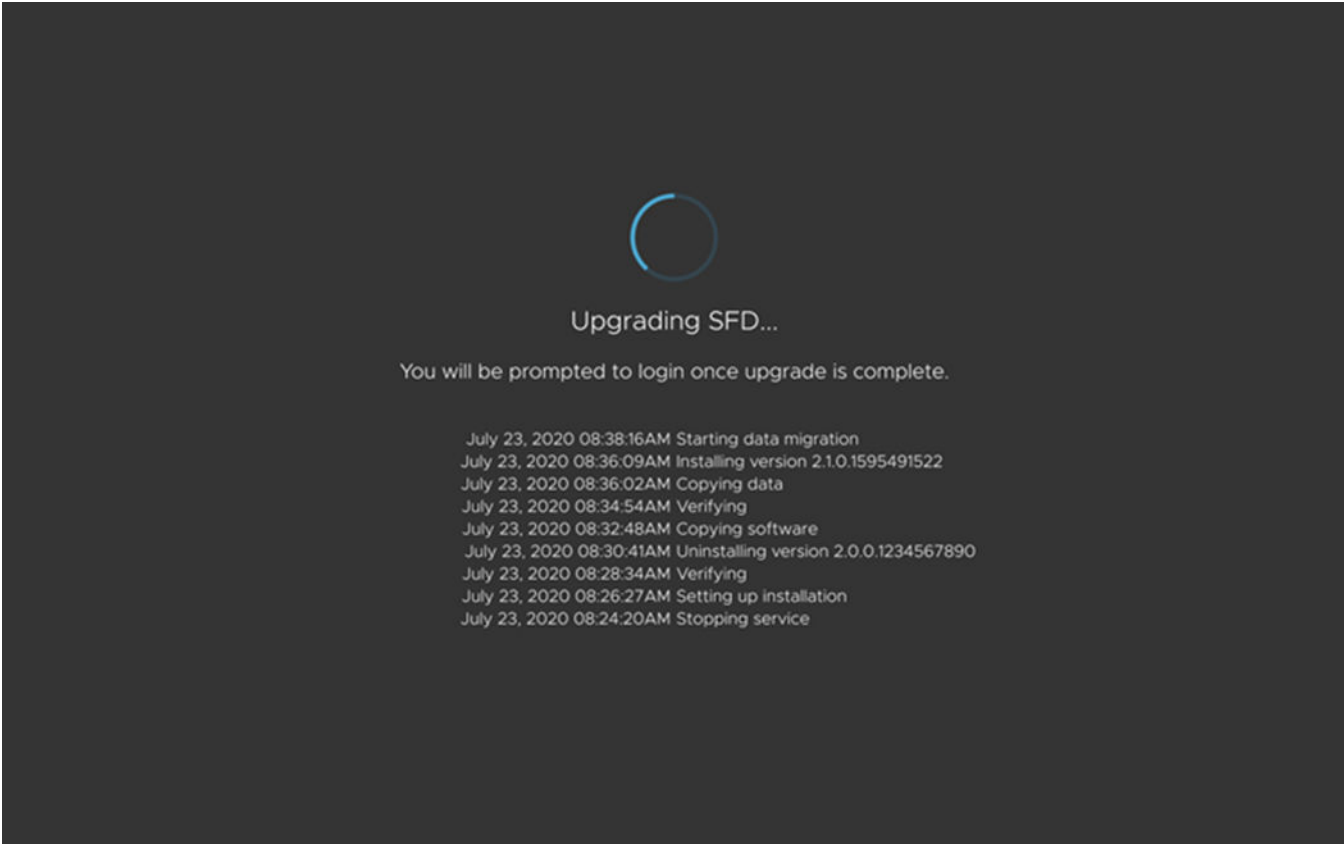 Upgrading SFD...
You will be prompted to login once upgrade is complete.
July 23, 2020 08:38:16AM Starting data migration
July 23, 2020 08:36:09AM Installing version 2.1.0.1595491522
July 23, 2020 08:36:02AM Copying data
July 23, 2020 08:34:54AM Verifying
July 23, 2020 08:32:48AM Copying software
July 23, 2020 08:30:41AM Uninstalling version 2.0.0.1234567890
July 23, 2020 08:28:34AM Verifying
July 23, 2020 08:26:27AM Setting up installation
July 23, 2020 08:24:20AM Stopping service